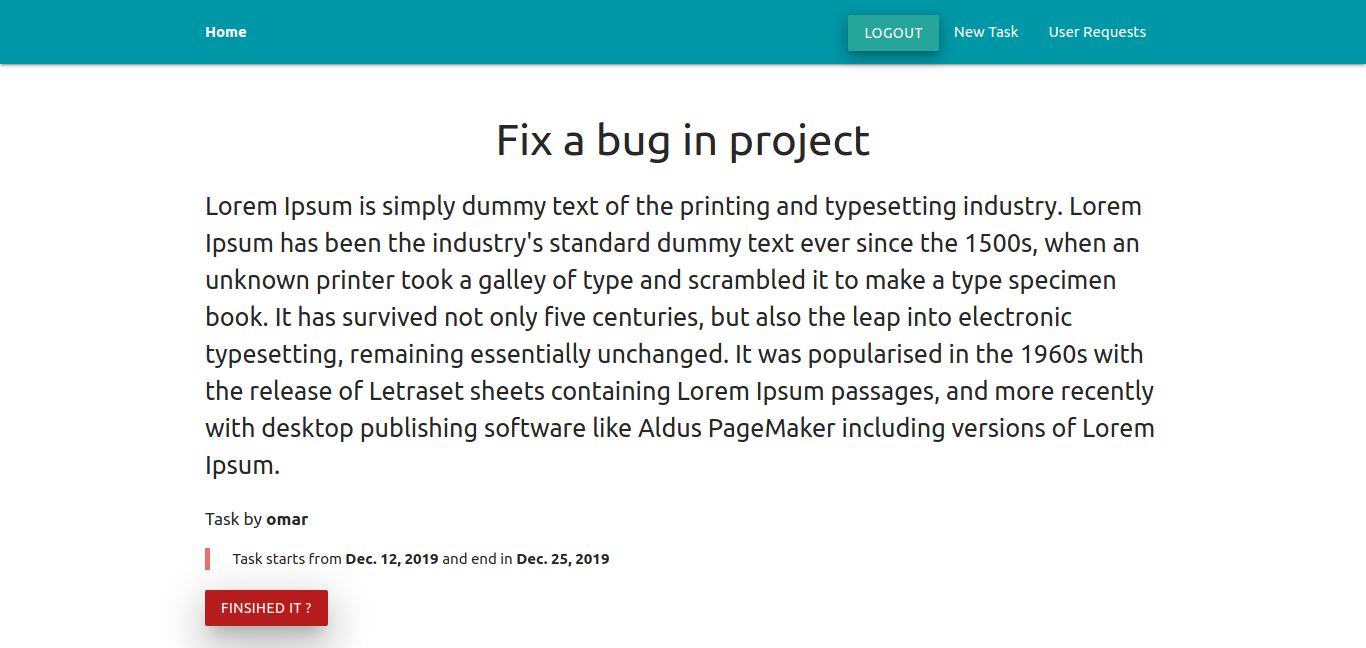 Home LOGOUT New Task User Requests
Fix a bug in project
Lorem Ipsum is simply dummy text of the printing and typesetting industry. Lorem
Ipsum has been the industry's standard dummy text ever since the 1500s, when an
unknown printer took a galley of type and scrambled it to make a type specimen
book. It has survived not only five centuries, but also the leap into electronic
typesetting, remaining essentially unchanged. It was popularised in the 1960s with
the release of Letraset sheets containing Lorem Ipsum passages, and more recently
with desktop publishing software like Aldus PageMaker including versions of Lorem
Ipsum.
Task by omar
Task starts from Dec. 12, 2019 and end in Dec. 25, 2019
FINSIHED IT ?